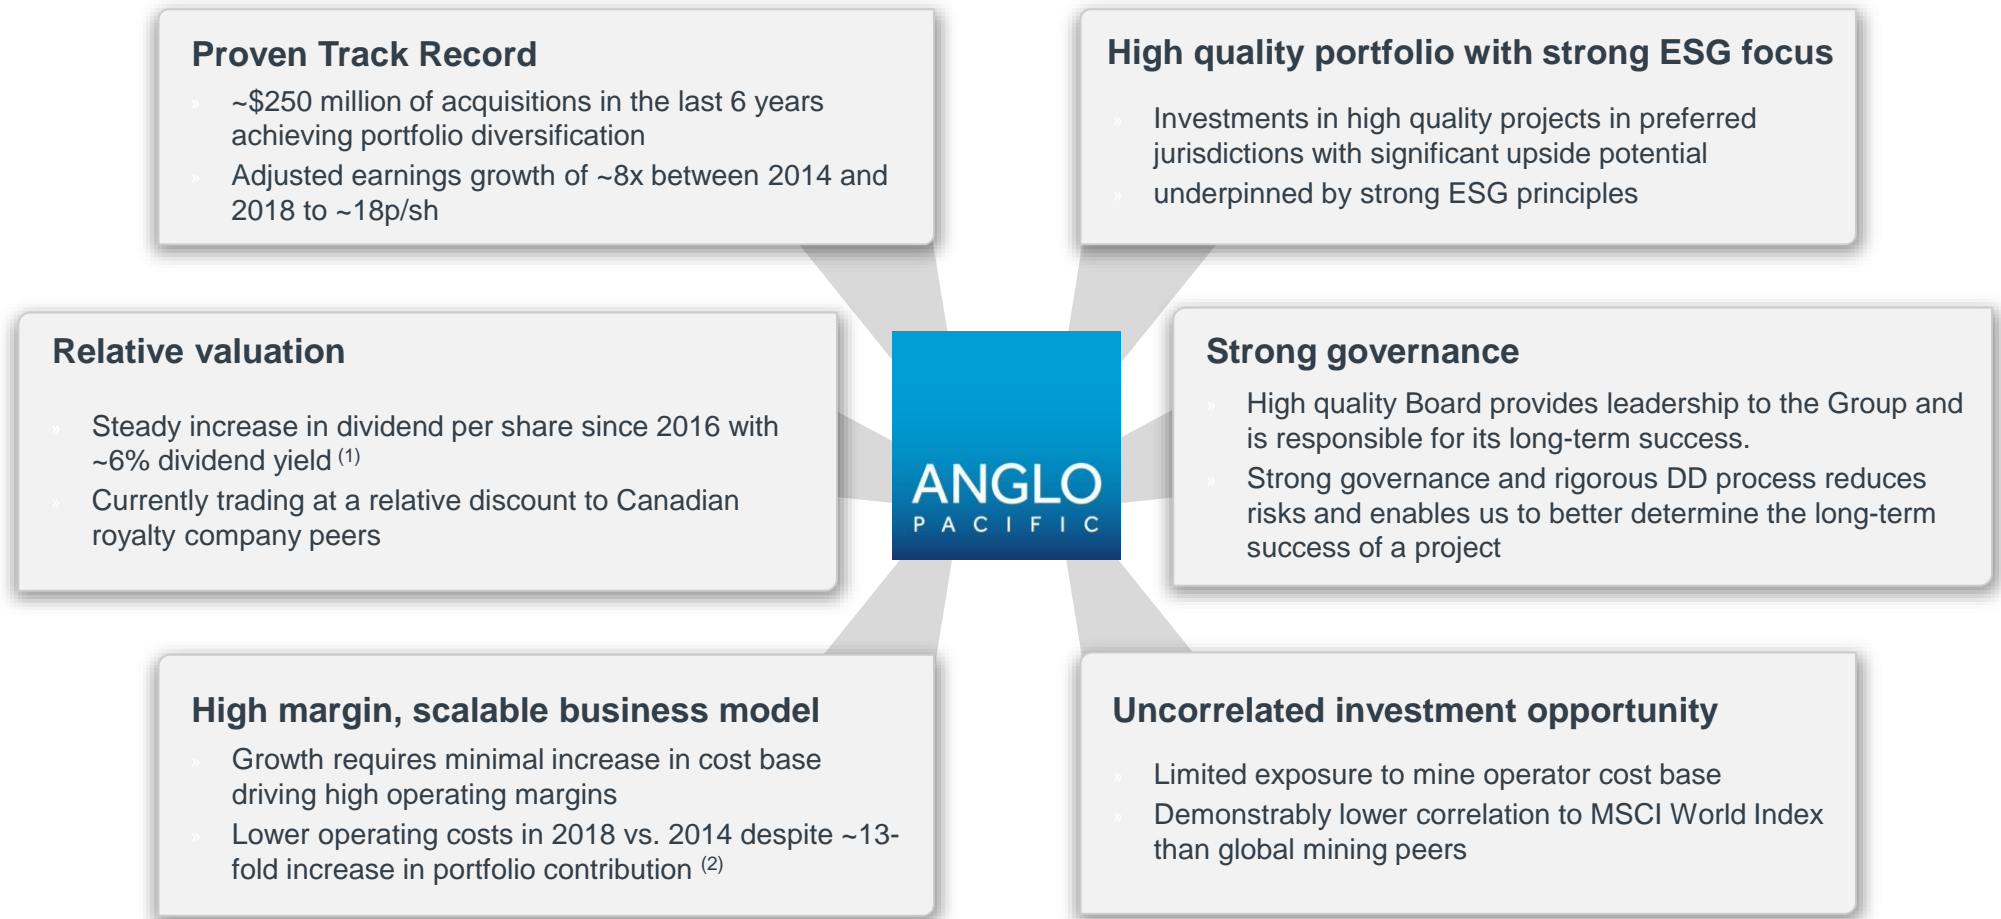 Proven Track Record
» ~$250 million of acquisitions in the last 6 years
achieving portfolio diversification
» Adjusted earnings growth of ~8x between 2014 and
2018 to ~18p/sh
High quality portfolio with strong ESG focus
» Investments in high quality projects in preferred
jurisdictions with significant upside potential
» underpinned by strong ESG principles
Relative valuation
» Steady increase in dividend per share since 2016 with
~6% dividend yield (1)
» Currently trading at a relative discount to Canadian
royalty company peers
ANGLO
PACIFIC
Strong governance
» High quality Board provides leadership to the Group and
is responsible for its long-term success.
» Strong governance and rigorous DD process reduces
risks and enables us to better determine the long-term
success of a project
High margin, scalable business model
» Growth requires minimal increase in cost base
driving high operating margins
» Lower operating costs in 2018 vs. 2014 despite ~13-
fold increase in portfolio contribution (2)
Uncorrelated investment opportunity
» Limited exposure to mine operator cost base
» Demonstrably lower correlation to MSCI World Index
than global mining peers